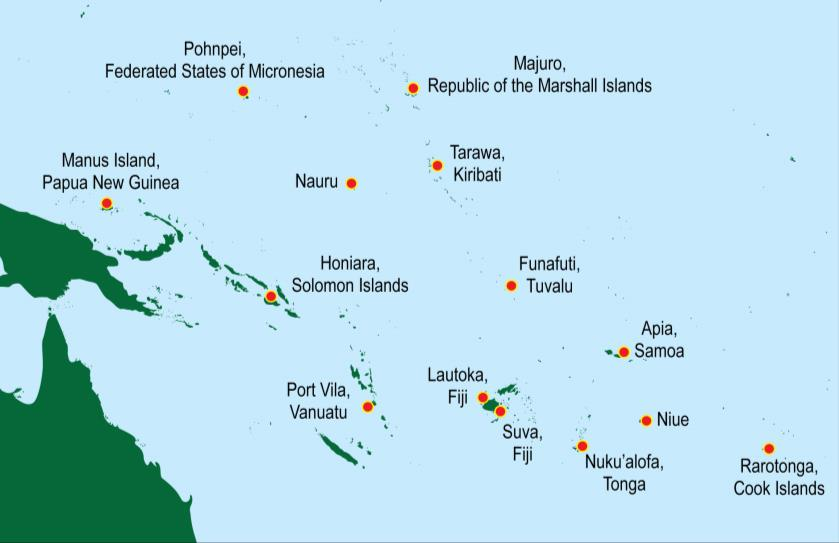 Pohnpei,
Federated States of Micronesia
Majuro,
Republic of the Marshall Islands
Manus Island,
Papua New Guinea
Nauru
Tarawa,
Kiribati
Honiara,
Solomon Islands
Funafuti,
Tuvalu
Apia,
Samoa
Port Vila,
Vanuatu
Lautoka,
Fiji
Suva,
Fiji
Niue
Nuku’alofa,
Tonga
Rarotonga,
Cook Islands